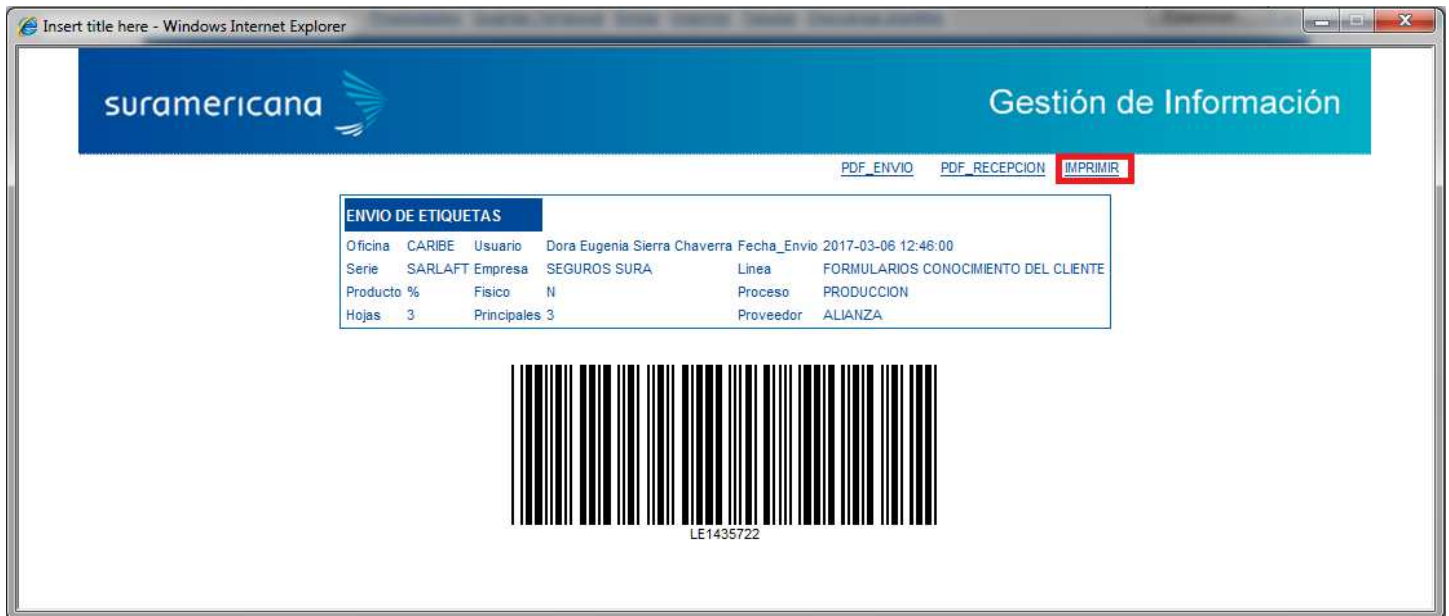 Insert title here - Windows Internet Explorer
suramericana
Gestión de Información
PDF_ENVIO PDF_RECEPCION IMPRIMIR
ENVIO DE ETIQUETAS
Oficina CARIBE Usuario Dora Eugenia Sierra Chaverra Fecha_Envio 2017-03-06 12:46:00
Serie SARLAFT Empresa SEGUROS SURA Linea FORMULARIOS CONOCIMIENTO DEL CLIENTE
Producto % Fisico N Proceso PRODUCCION
Hojas 3 Principales 3 Proveedor ALIANZA
LE1435722